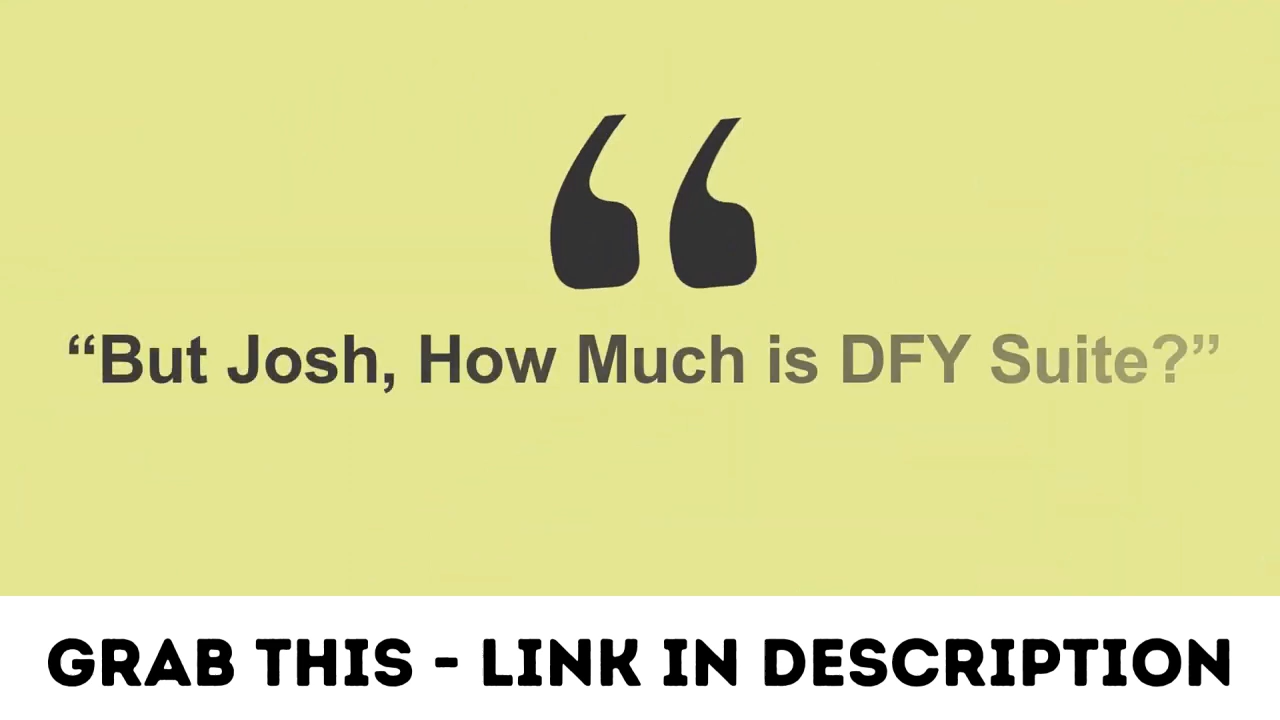 “But Josh, How Much is DFY Suite?”
GRAB THIS - LINK IN DESCRIPTION